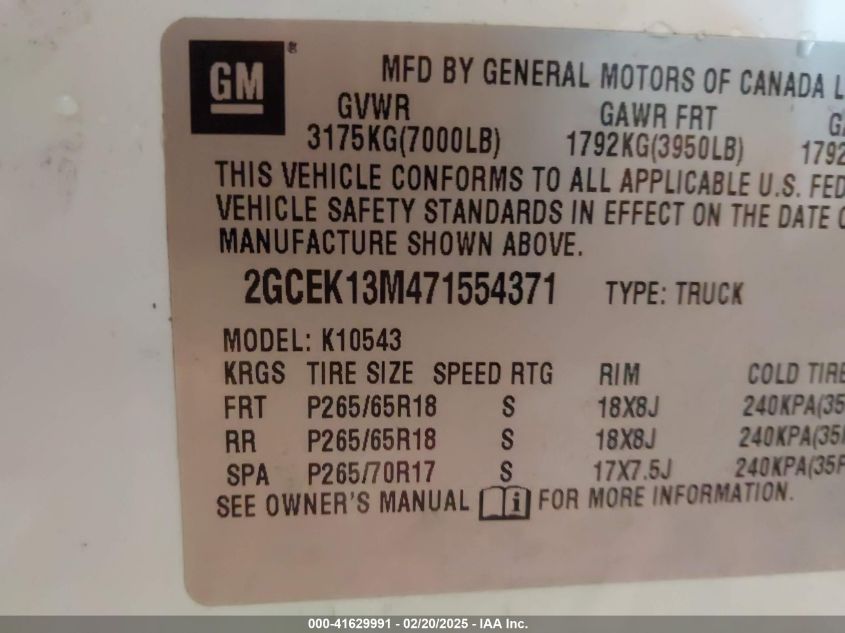 GM
MFD BY GENERAL MOTORS OF CANADA L
GVWR GAWR FRT
3175KG(7000LB) 1792KG(3950LB) 1792
THIS VEHICLE CONFORMS TO ALL APPLICABLE U.S. FED
VEHICLE SAFETY STANDARDS IN EFFECT ON THE DATE
MANUFACTURE SHOWN ABOVE.
2GCEK13M471554371 TYPE: TRUCK
MODEL: K10543
KRGS TIRE SIZE SPEED RTG RIM COLD TIRE
FRT P265/65R18 S 18X8J 240KPA(35
RR P265/65R18 S 18X8J 240KPA(35
SPA P265/70R17 S 17X7.5J 240KPA(35P
SEE OWNER'S MANUAL FOR MORE INFORMATION.
000-41629991 - 02/20/2025 - IAA Inc.